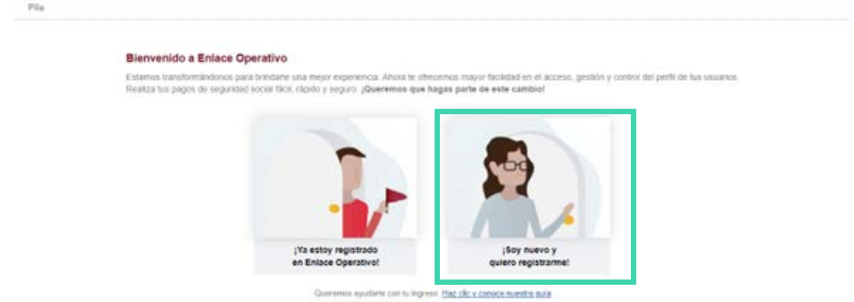 Pila
Bienvenido a Enlace Operativo
Estamos transformándonos para brindarte una mejor experiencia. Ahora te ofrecemos mayor facilidad en el acceso, gestión y control del perfil de tus usuarios.
Realiza tus pagos de seguridad social fácil, rápido y seguro. ¡Queremos que hagas parte de este cambio!
¡Ya estoy registrado
en Enlace Operativo!
¡Soy nuevo y
quiero registrarme!
Queremos ayudarte con tu ingreso. Haz clic y conoce nuestra guía